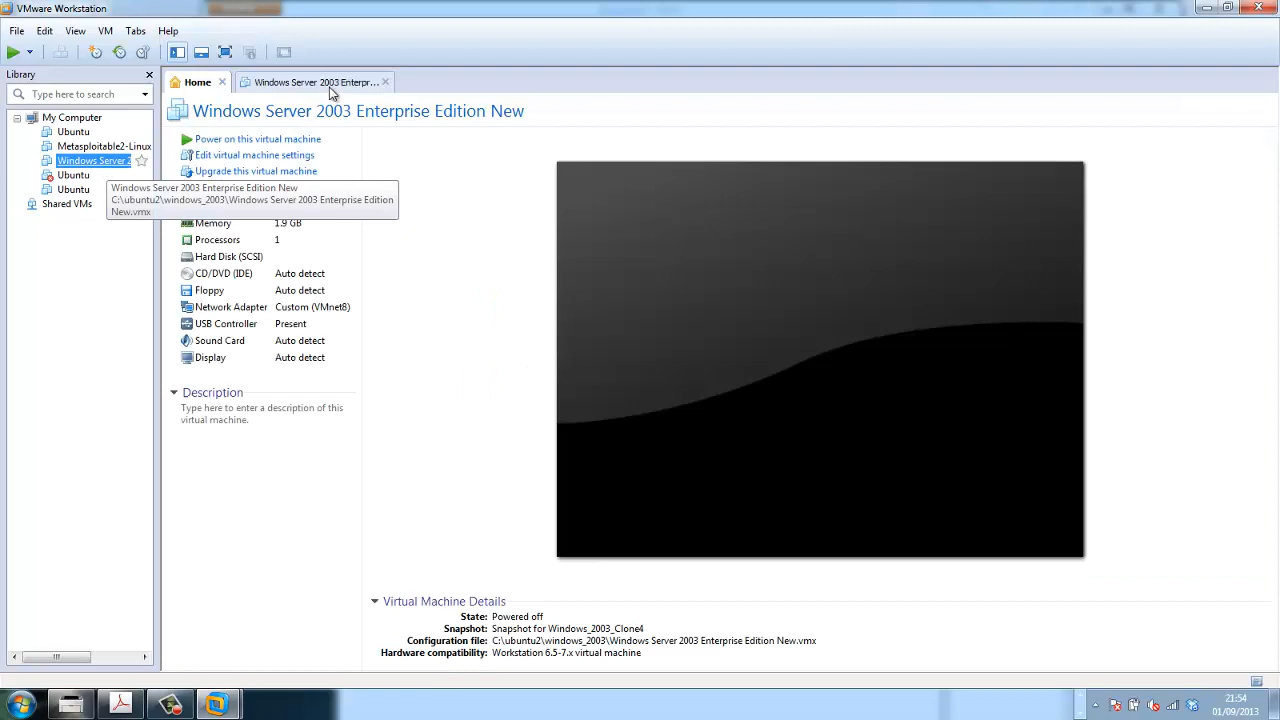 VMware Workstation
File Edit View VM Tabs Help
Library
Type here to search
My Computer
Ubuntu
Metasploitable2-Linux
Windows Server 2
Ubuntu
Ubuntu
Shared VMs
Windows Server 2003 Enterprise Edition New
C:\ubuntu2\windows_2003\Windows Server 2003 Enterprise Edition
New.vmx
Home Windows Server 2003 Enterpr...
Windows Server 2003 Enterprise Edition New
Power on this virtual machine
Edit virtual machine settings
Upgrade this virtual machine
Memory 1.9 GB
Processors 1
Hard Disk (SCSI)
CD/DVD (IDE) Auto detect
Floppy Auto detect
Network Adapter Custom (VMnet8)
USB Controller Present
Sound Card Auto detect
Display Auto detect
Description
Type here to enter a description of this
virtual machine.
Virtual Machine Details
State: Powered off
Snapshot: Snapshot for Windows_2003_Clone4
Configuration file: C:\ubuntu2\windows_2003\Windows Server 2003 Enterprise Edition New.vmx
Hardware compatibility: Workstation 6.5-7.x virtual machine
21:54
01/09/2013